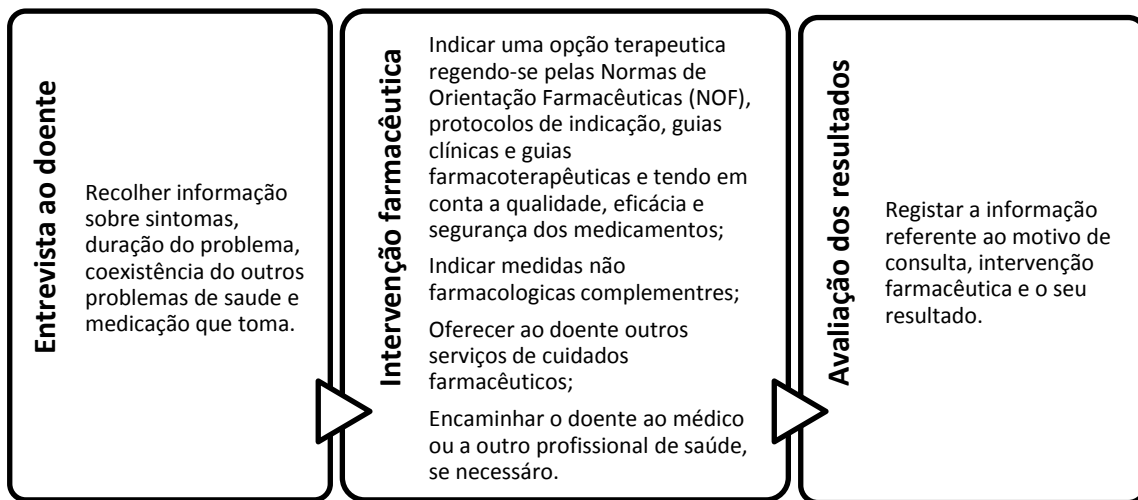 Entrevista ao doente
Recolher informação
sobre sintomas,
duração do problema,
coexistência do outros
problemas de saude e
medicação que toma.
Intervenção farmacêutica
Indicar uma opção terapeutica
regendo-se pelas Normas de
Orientação Farmacêuticas (NOF),
protocolos de indicação, guias
clínicas e guias
farmacoterapêuticas e tendo em
conta a qualidade, eficácia e
segurança dos medicamentos;
Indicar medidas não
farmacologicas complementres;
Oferecer ao doente outros
serviços de cuidados
farmacêuticos;
Encaminhar o doente ao médico
ou a outro profissional de saúde,
se necessáro.
Avaliação dos resultados
Registar a informação
referente ao motivo de
consulta, intervenção
farmacêutica e o seu
resultado.